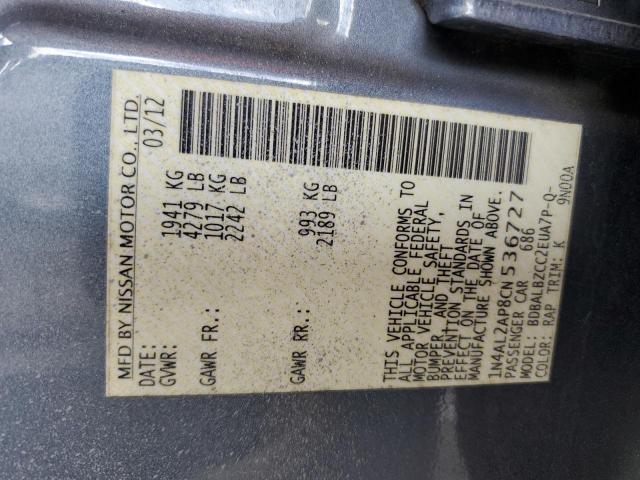 MFD BY NISSAN MOTOR CO., LTD.
DATE: 03/12
GVWR: 1941 KG
4279 LB
GAWR FR.: 1017 KG
2242 LB
GAWR RR.: 993 KG
2189 LB
THIS VEHICLE CONFORMS TO
ALL APPLICABLE FEDERAL
MOTOR VEHICLE SAFETY,
BUMPER AND THEFT
PREVENTION STANDARDS IN
EFFECT ON THE DATE OF
MANUFACTURE SHOWN ABOVE.
1N4AL2AP8CN536727
PASSENGER CAR 686
MODEL: BDBALBZCC2EUA7P-Q-
COLOR: RAP TRIM: K 9N00A